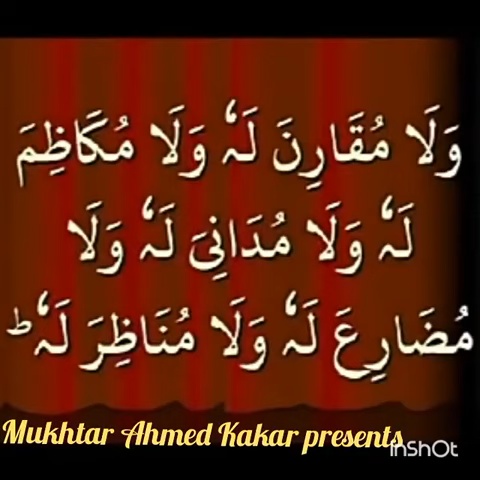 وَلَا مُقَارِنَ لَہٗ وَلَا مُكَاظِمَ
لَہٗ وَلَا مُدَانِیَ لَہٗ وَلَا
مُضَارِعَ لَہٗ وَلَا مُنَاظِرَ لَہٗ ؕ
Mukhtar Ahmed Kakar presents
InShOt